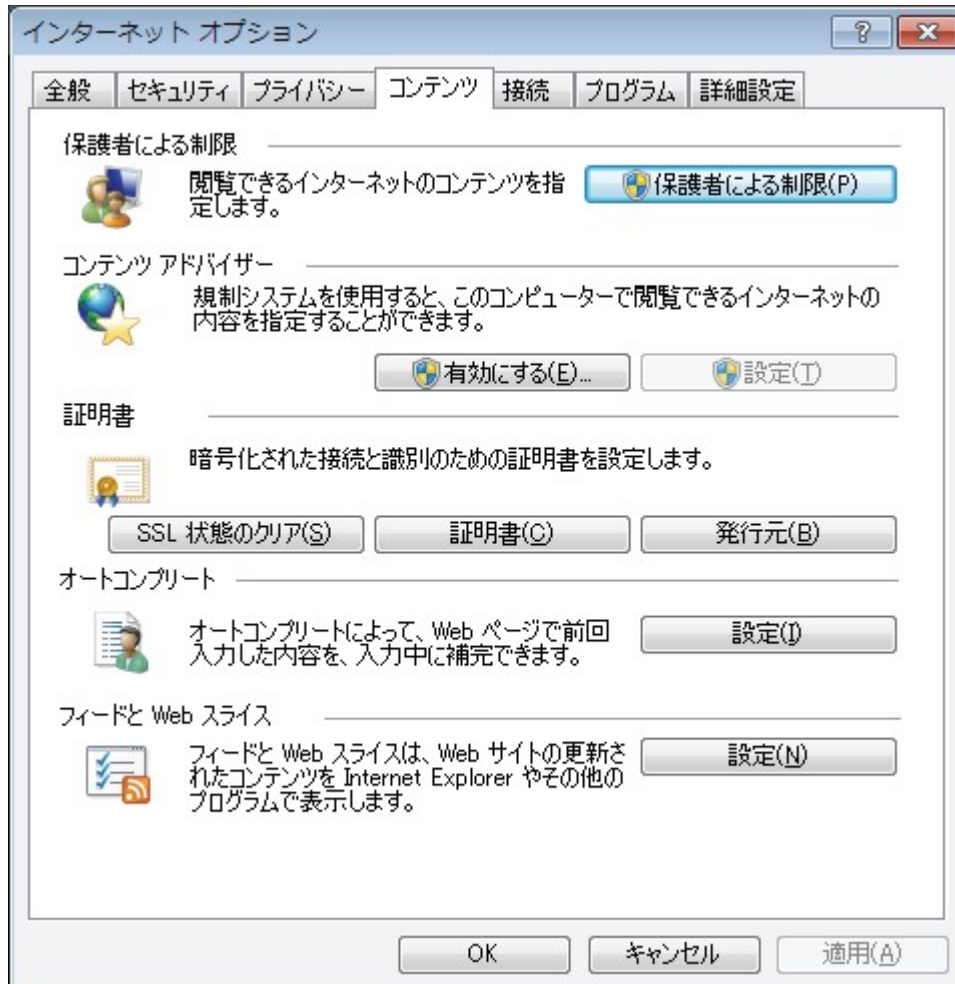 インターネット オプション
全般 セキュリティ プライバシー コンテンツ 接続 プログラム 詳細設定
保護者による制限
閲覧できるインターネットのコンテンツを指
定します。
保護者による制限(P)
コンテンツ アドバイザー
規制システムを使用すると、このコンピューターで閲覧できるインターネットの
内容を指定することができます。
有効にする(E)... 設定(T)
証明書
暗号化された接続と識別のための証明書を設定します。
SSL 状態のクリア(S) 証明書(C) 発行元(B)
オートコンプリート
オートコンプリートによって、Web ページで前回
入力した内容を、入力中に補完できます。
設定(I)
フィードと Web スライス
フィードと Web スライスは、Web サイトの更新さ
れたコンテンツを Internet Explorer やその他の
プログラムで表示します。
設定(N)
OK キャンセル 適用(A)